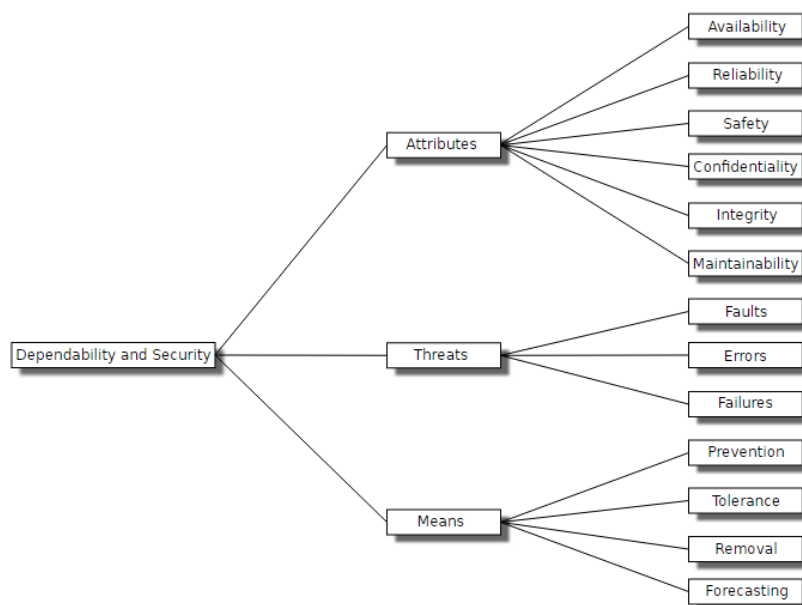 Availability
Reliability
Attributes
Safety
Confidentiality
Integrity
Maintainability
Faults
Dependability and Security
Threats
Errors
Failures
Prevention
Means
Tolerance
Removal
Forecasting